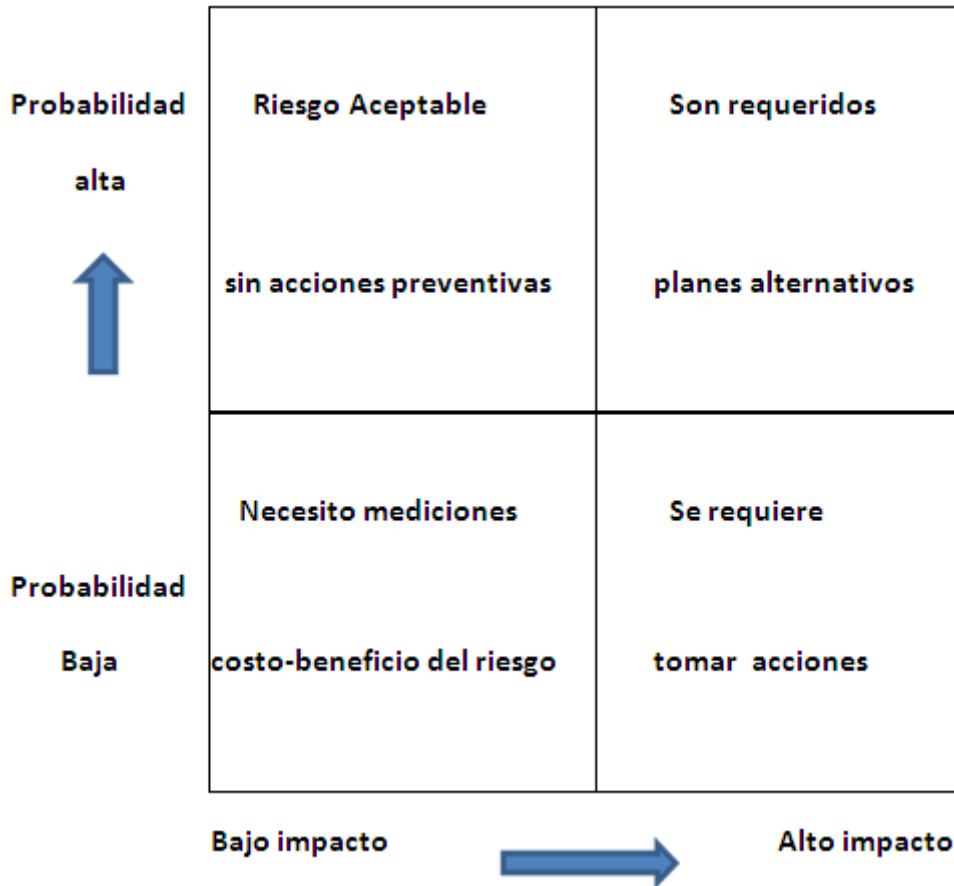 Probabilidad
alta
Riesgo Aceptable
sin acciones preventivas
Son requeridos
planes alternativos
Probabilidad
Baja
Necesito mediciones
costo-beneficio del riesgo
Se requiere
tomar acciones
Bajo impacto
Alto impacto